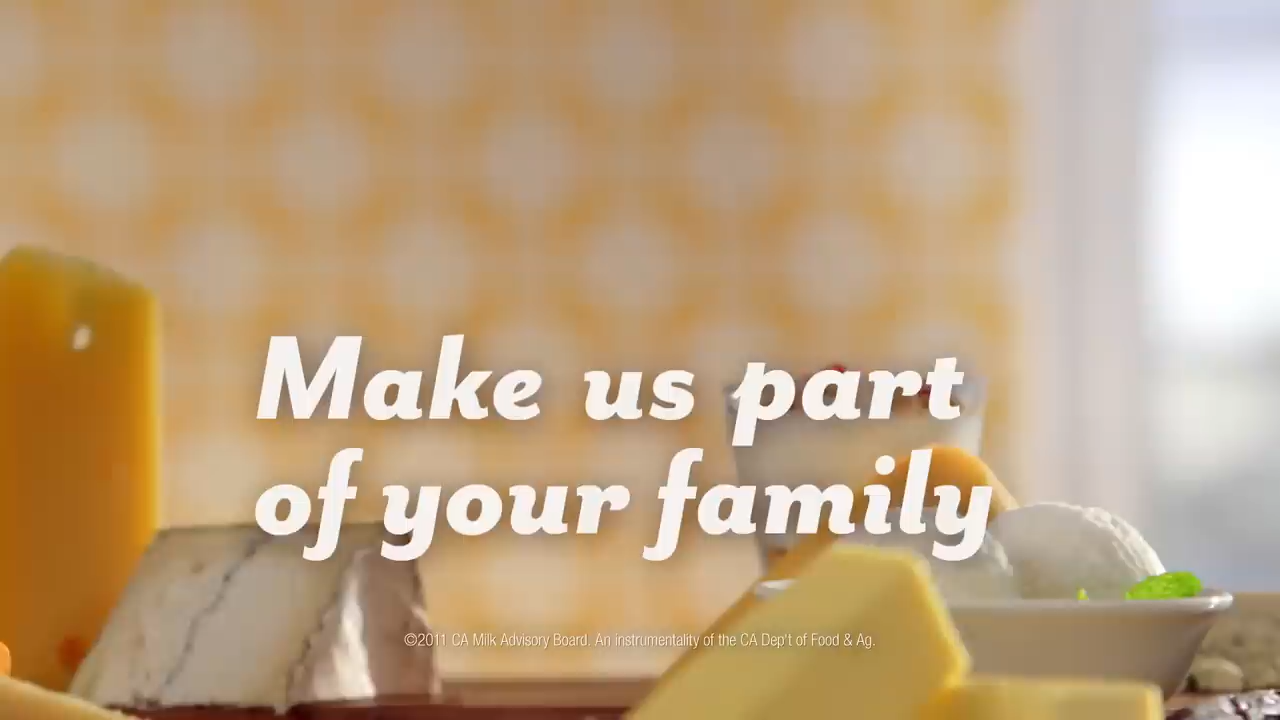 Make us part
of your family
©2011 CA Milk Advisory Board. An instrumentality of the CA Dep't of Food & Ag.